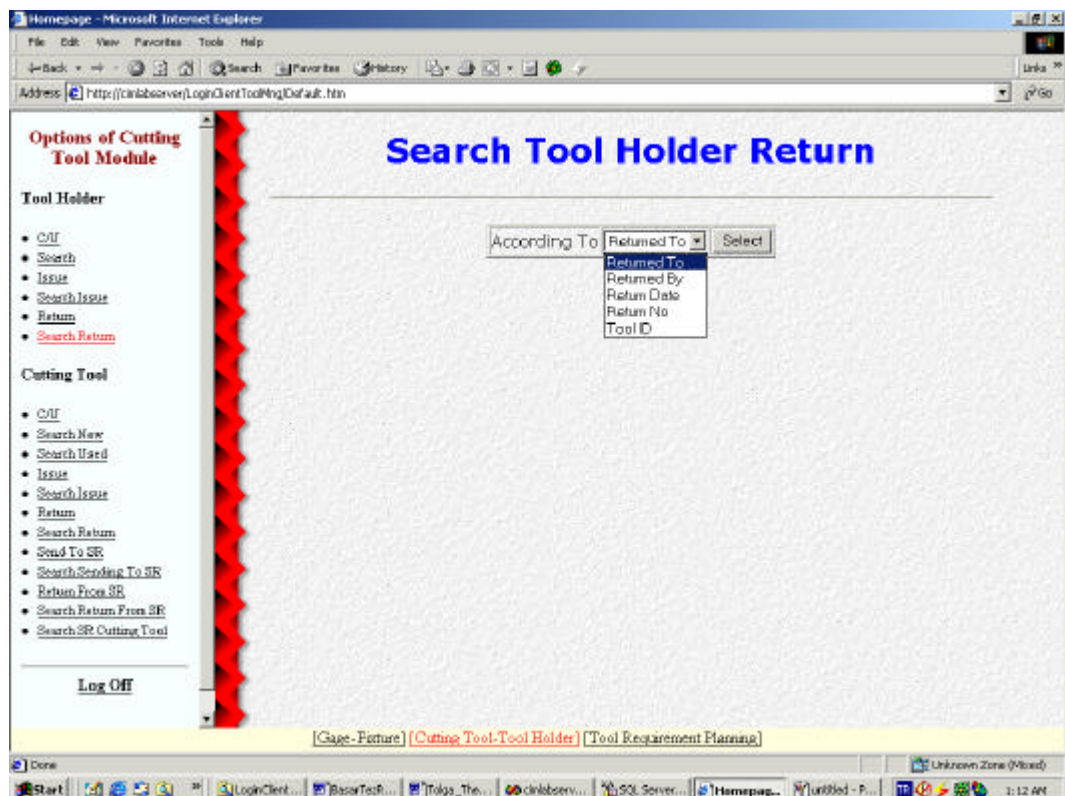 Homepage - Microsoft Internet Explorer
File Edit View Favorites Tools Help
Back Search Favorites History
Links
Address http://cimlabserver/LoginClientToolMng/Default.htm Go
Options of Cutting
Tool Module
Tool Holder
C/U
Search
Issue
Search Issue
Return
Search Return
Cutting Tool
C/U
Search New
Search Used
Issue
Search Issue
Return
Search Return
Send To SR
Search Sending To SR
Return From SR
Search Return From SR
Search SR Cutting Tool
Log Off
Search Tool Holder Return
According To Returned To Select
Returned To
Returned By
Return Date
Return No
Tool ID
[Gage-Fixture] [Cutting Tool-Tool Holder] [Tool Requirement Planning]
Done Unknown Zone (Mixed)
Start LoginClient... BasarTezR... Tolga_The... cimlabserv... SQL Server... Homepag... untitled - P... 1:12 AM